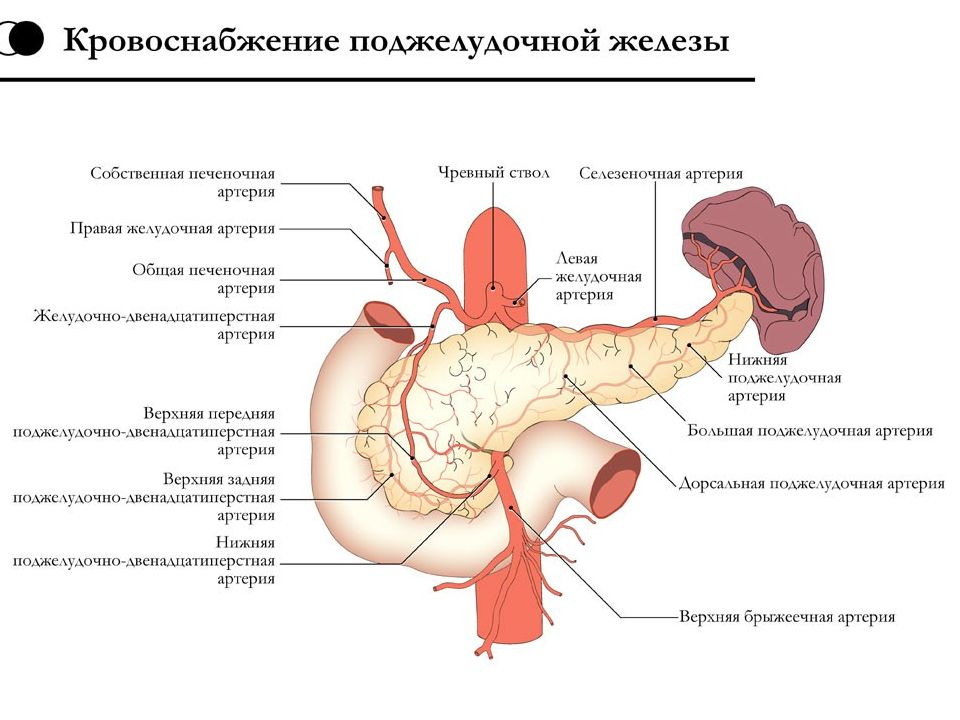 Кровоснабжение поджелудочной железы
Собственная печеночная
артерия
Правая желудочная артерия
Общая печеночная
артерия
Желудочно-двенадцатиперстная
артерия
Верхняя передняя
поджелудочно-двенадцатиперстная
артерия
Верхняя задняя
поджелудочно-двенадцатиперстная
артерия
Нижняя
поджелудочно-двенадцатиперстная
артерия
Чревный ствол
Селезеночная артерия
Левая
желудочная
артерия
Нижняя
поджелудочная
артерия
Большая поджелудочная артерия
Дорсальная поджелудочная артерия
Верхняя брыжеечная артерия